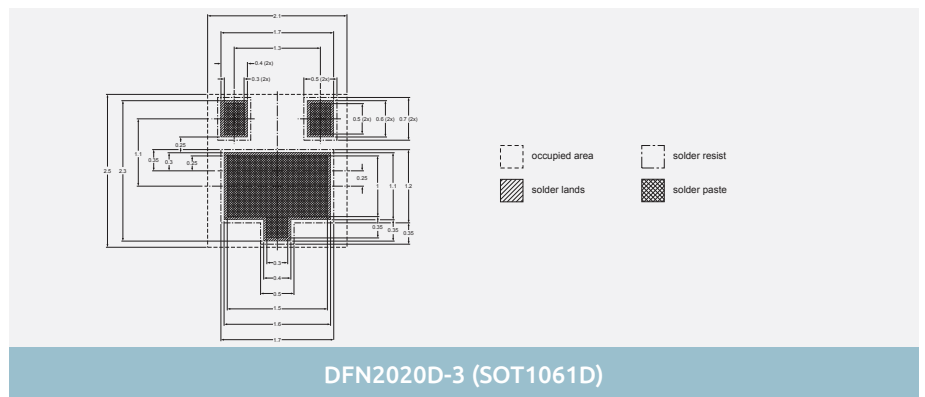 2.1
1.7
1.3
0.4 (2x)
0.3 (2x) 0.5 (2x)
0.5 (2x) 0.6 (2x) 0.7 (2x)
0.25
1.1
0.35 0.3 0.25
2.5 2.3
0.25
1 1.1 1.2
0.35 0.35 0.35
0.3
0.4
0.5
1.5
1.6
1.7
occupied area solder resist
solder lands solder paste
DFN2020D-3 (SOT1061D)